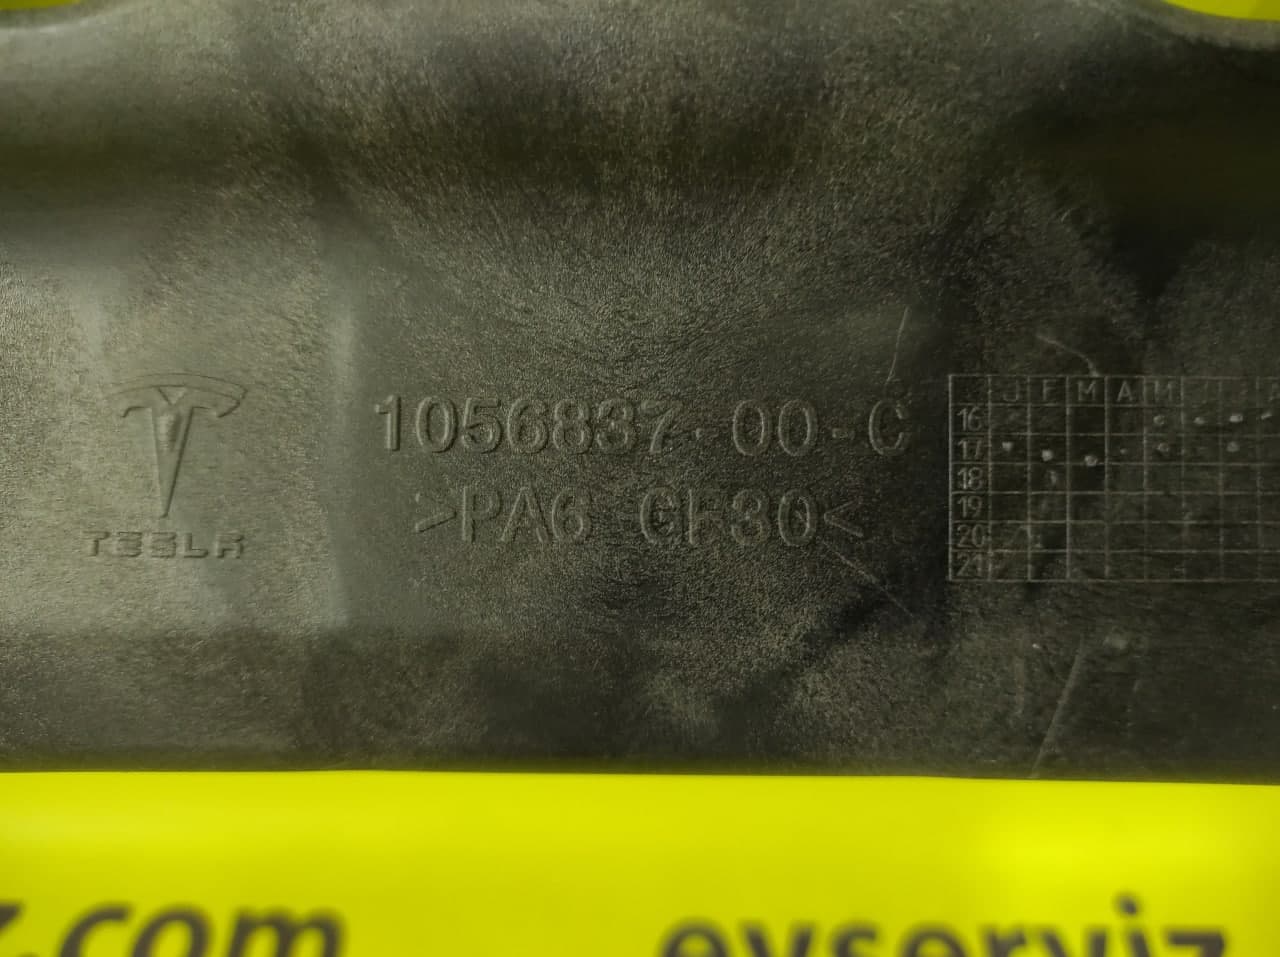 TESLA
1056837-00-C
>PA6 GF30<
J F M A M
16
17
18
19
20
21
z.com
evserviz